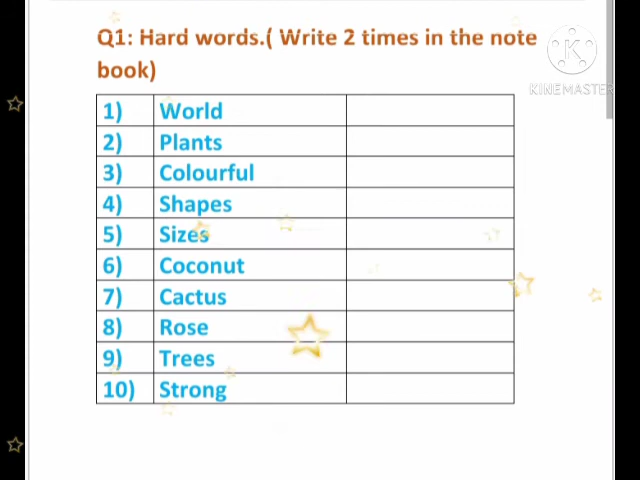 Q1: Hard words.( Write 2 times in the note
book)
KINEMASTER
1) World
2) Plants
3) Colourful
4) Shapes
5) Sizes
6) Coconut
7) Cactus
8) Rose
9) Trees
10) Strong